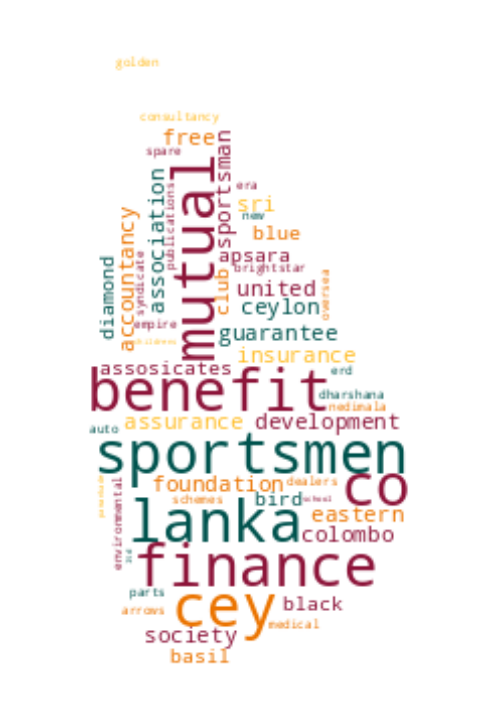 golden
consultancy
free
spare
mutual
sportsman
association
publications
era
sri
new
blue
accountancy
apsara
brightstar
diamond
syndicate
club
united
oversea
ceylon
empire
guarantee
insurance
assosicates
erd
benefit
dharshana
nedimala
auto
assurance
development
sportsmen
co
foundation
dealers
environmental
schemes
bird
school
lanka
eastern
colombo
finance
parts
cey
black
arrows
medical
society
basil